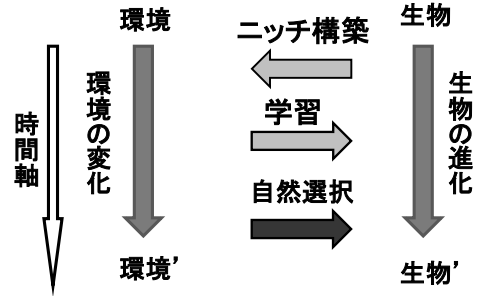 環境
生物
ニッチ構築
学習
自然選択
時間軸
環境の変化
生物の進化
環境’
生物’